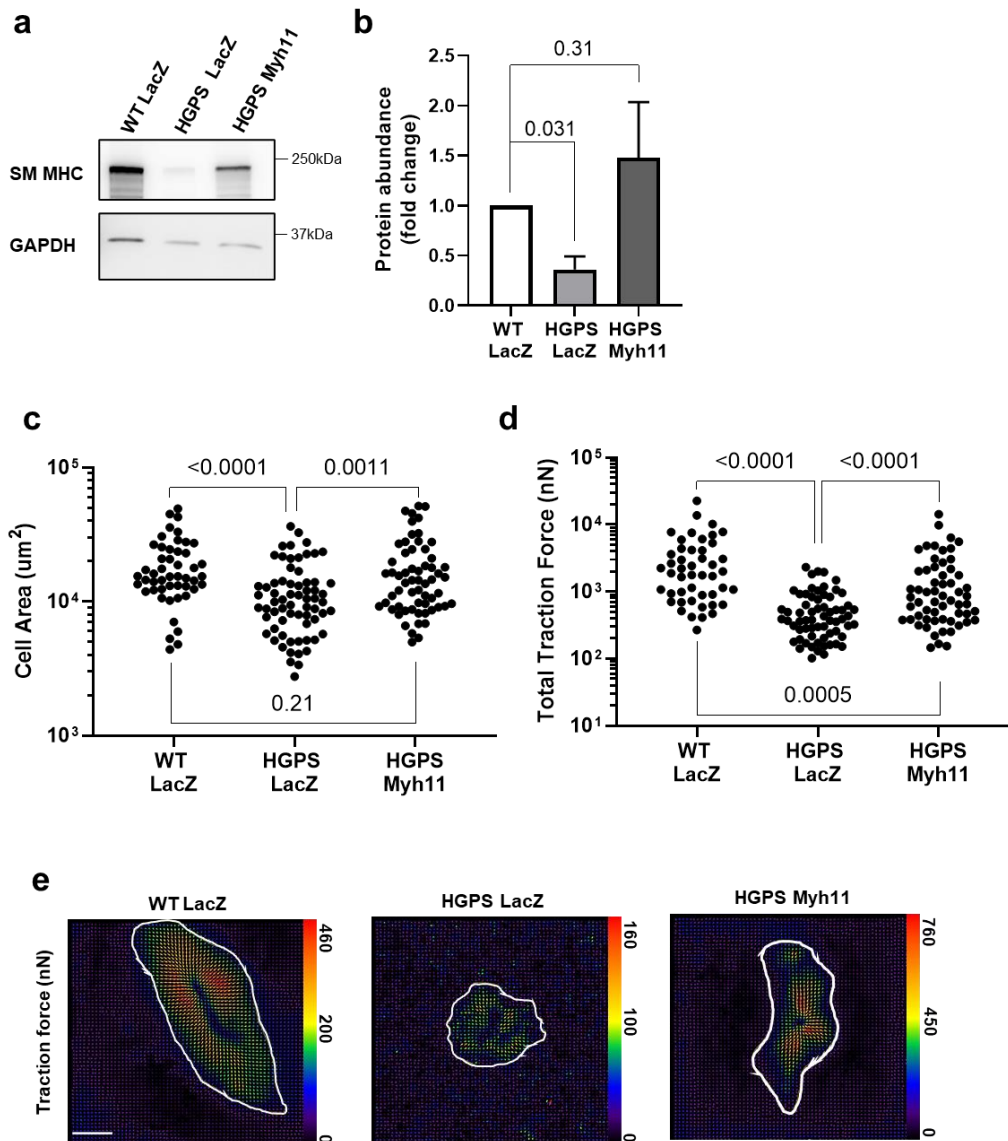 a
WT LacZ
HGPS LacZ
HGPS Myh11
SM MHC
250kDa
GAPDH
37kDa
b
Protein abundance
(fold change)
2.5
2.0
1.5
1.0
0.5
0.0
0.31
0.031
WT
LacZ
HGPS
LacZ
HGPS
Myh11
c
Cell Area (um²)
10⁵
10⁴
10³
<0.0001
0.0011
0.21
WT
LacZ
HGPS
LacZ
HGPS
Myh11
d
Total Traction Force (nN)
10⁵
10⁴
10³
10²
10¹
<0.0001
<0.0001
0.0005
WT
LacZ
HGPS
LacZ
HGPS
Myh11
e
Traction force (nN)
WT LacZ
460
200
0
HGPS LacZ
160
100
0
HGPS Myh11
760
450
0